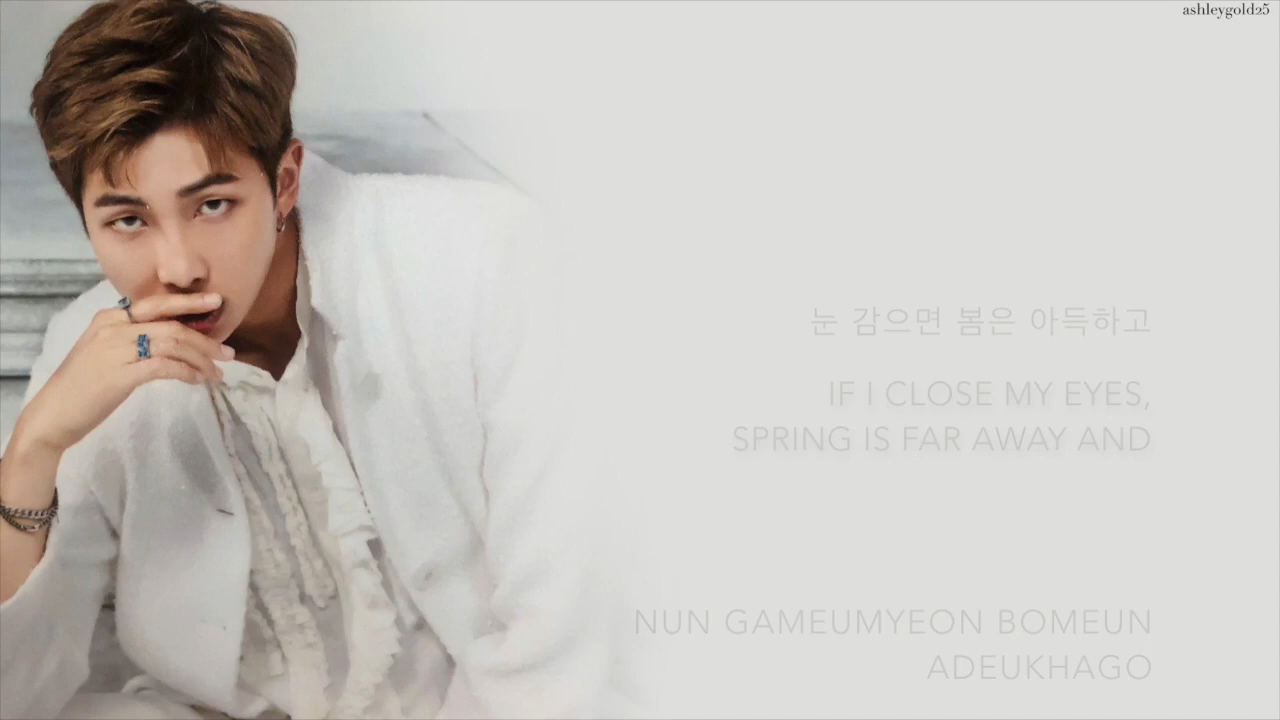 ashleygold25
눈 감으면 봄은 아득하고
IF I CLOSE MY EYES,
SPRING IS FAR AWAY AND
NUN GAMEUMYEON BOMEUN
ADEUKHAGO